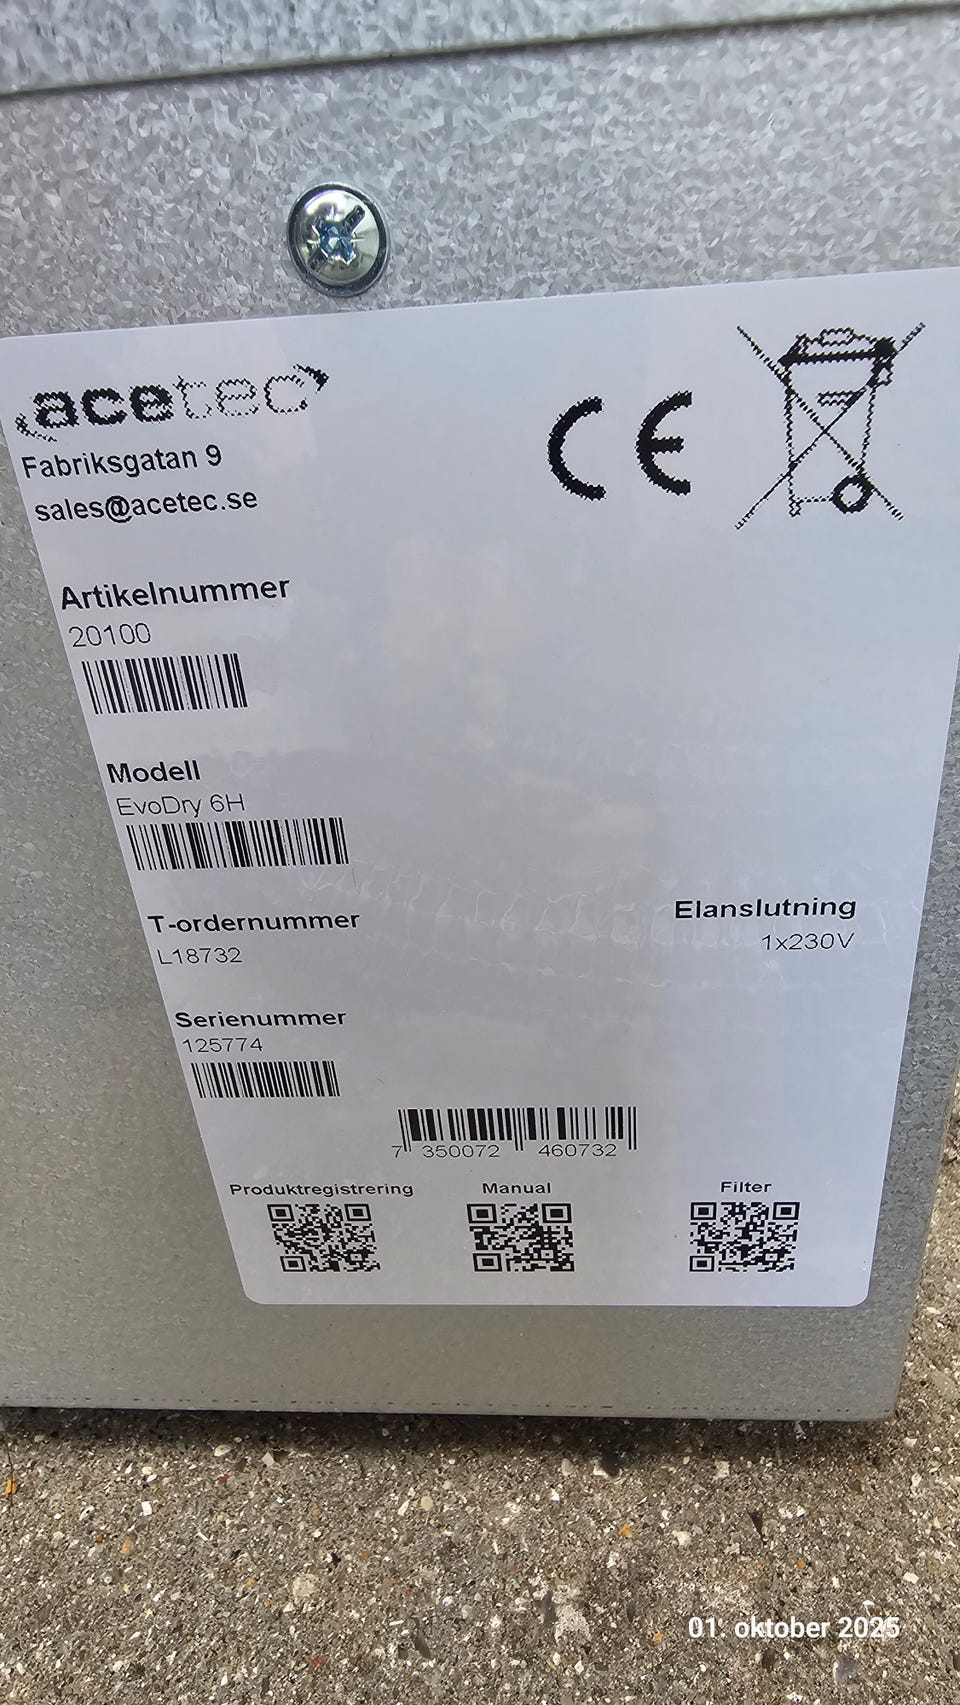 acetec
Fabriksgatan 9
sales@acetec.se
CE
Artikelnummer
20100
Modell
EvoDry 6H
T-ordernummer
L18732
Elanslutning
1x230V
Serienummer
125774
7 350072 460732
Produktregistrering
Manual
Filter
01. oktober 2025